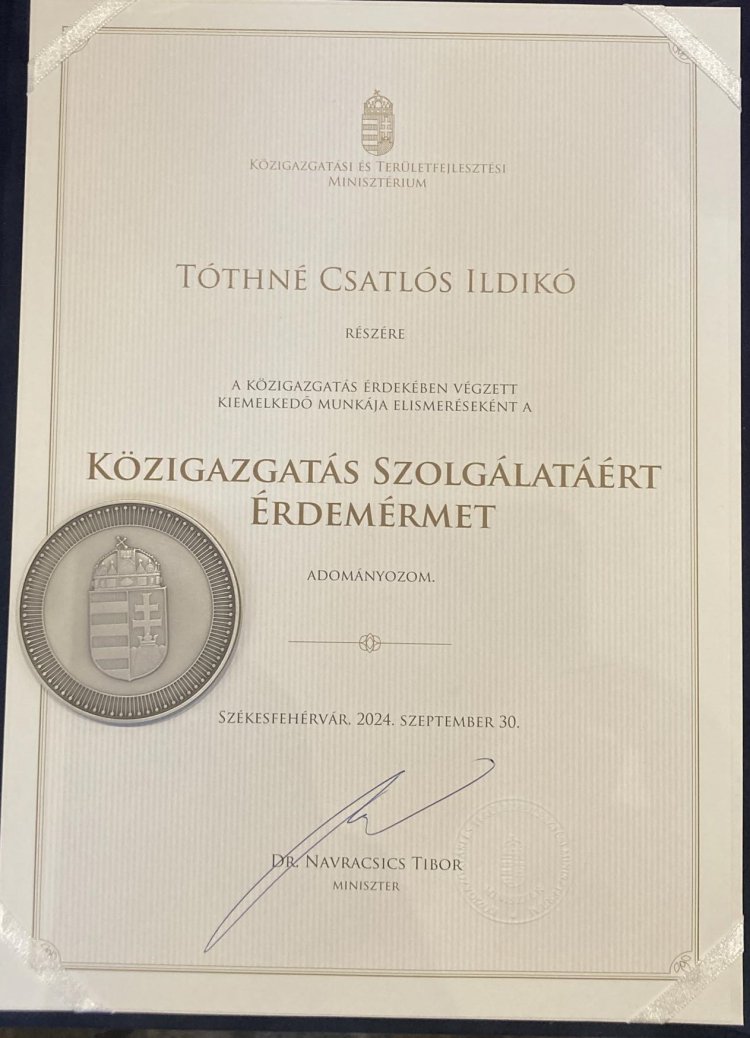 Közigazgatási és Területfejlesztési
Minisztérium
Tóthné Csatlós Ildikó
részére
a közigazgatás érdekében végzett
kiemelkedő munkája elismeréseként a
Közigazgatás Szolgálatáért
Érdemérmet
adományozom.
Székesfehérvár, 2024. szeptember 30.
Dr. Navracsics Tibor
miniszter